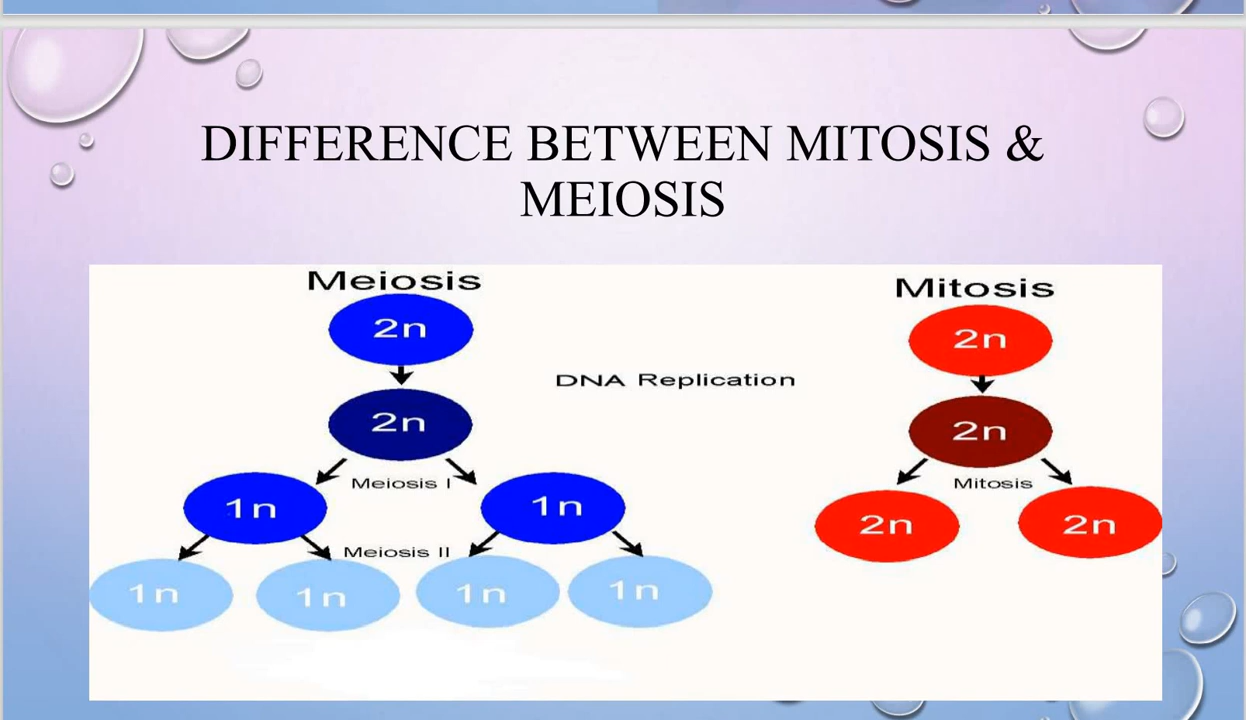 DIFFERENCE BETWEEN MITOSIS &
MEIOSIS
Meiosis
2n
2n
Meiosis I
1n
1n
Meiosis II
1n
1n
1n
1n
DNA Replication
Mitosis
2n
2n
Mitosis
2n
2n